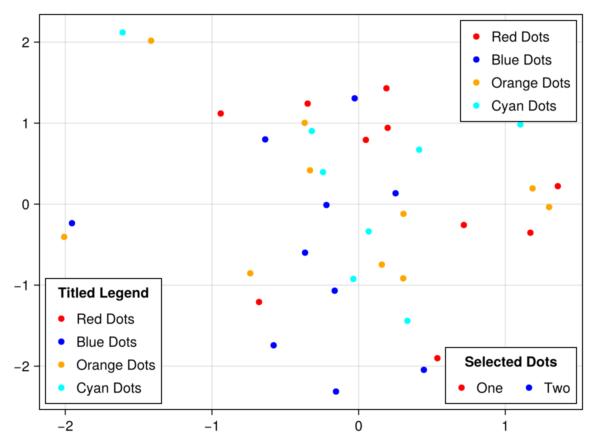 2
1
0
−1
−2
−2
−1
0
1
Red Dots
Blue Dots
Orange Dots
Cyan Dots
Titled Legend
Red Dots
Blue Dots
Orange Dots
Cyan Dots
Selected Dots
One Two